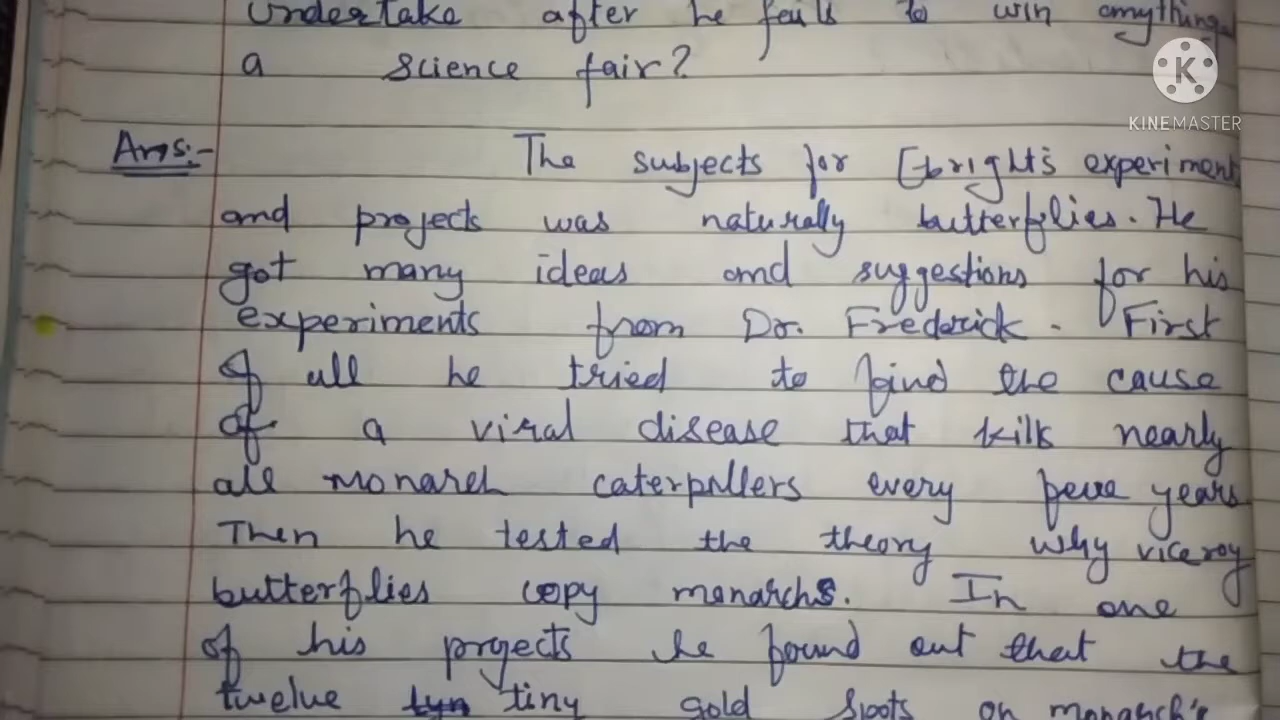 undertake after he fails to win anything
a science fair?
KINEMASTER
Ans:- The subjects for Ebright's experiment
and projects was naturally butterflies. He
got many ideas and suggestions for his
experiments from Dr. Frederick. First
of all he tried to find the cause
of a viral disease that kills nearly
all monarch caterpillers every few years
Then he tested the theory why viceroy
butterflies copy monarchs. In one
of his projects he found out that the
twelve tiny gold spots on monarch's